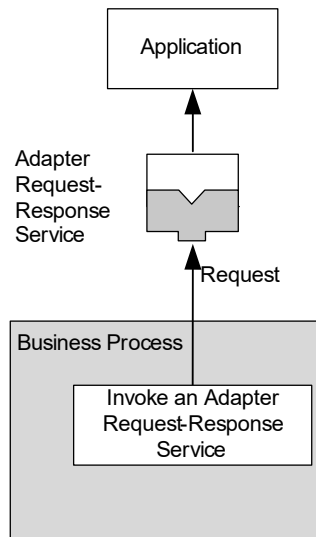 Application
Adapter
Request-
Response
Service
Request
Business Process
Invoke an Adapter
Request-Response
Service